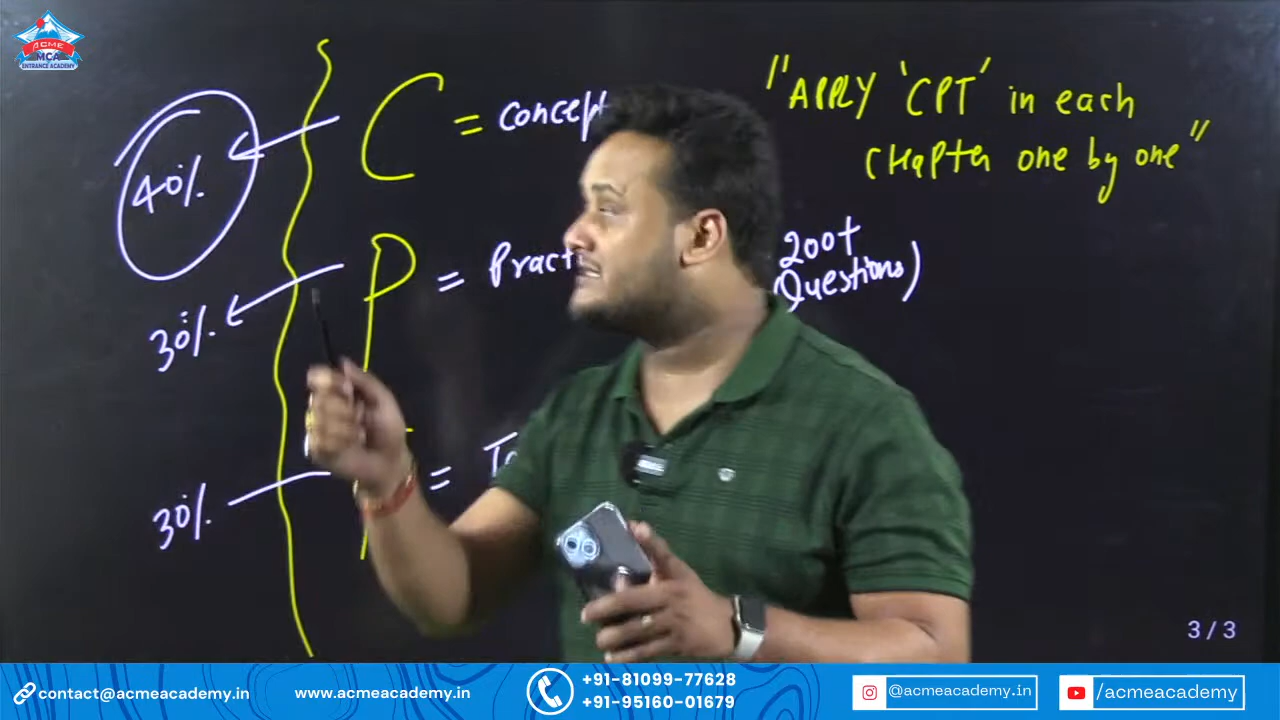 ACME
MCA
ENTRANCE ACADEMY
"APPLY 'CPT' in each
chapter one by one"
40%
C = concept
30%
P =
200+
Questions)
30%
=
3 / 3
contact@acmeacademy.in
www.acmeacademy.in
+91-81099-77628
+91-95160-01679
@acmeacademy.in
/acmeacademy